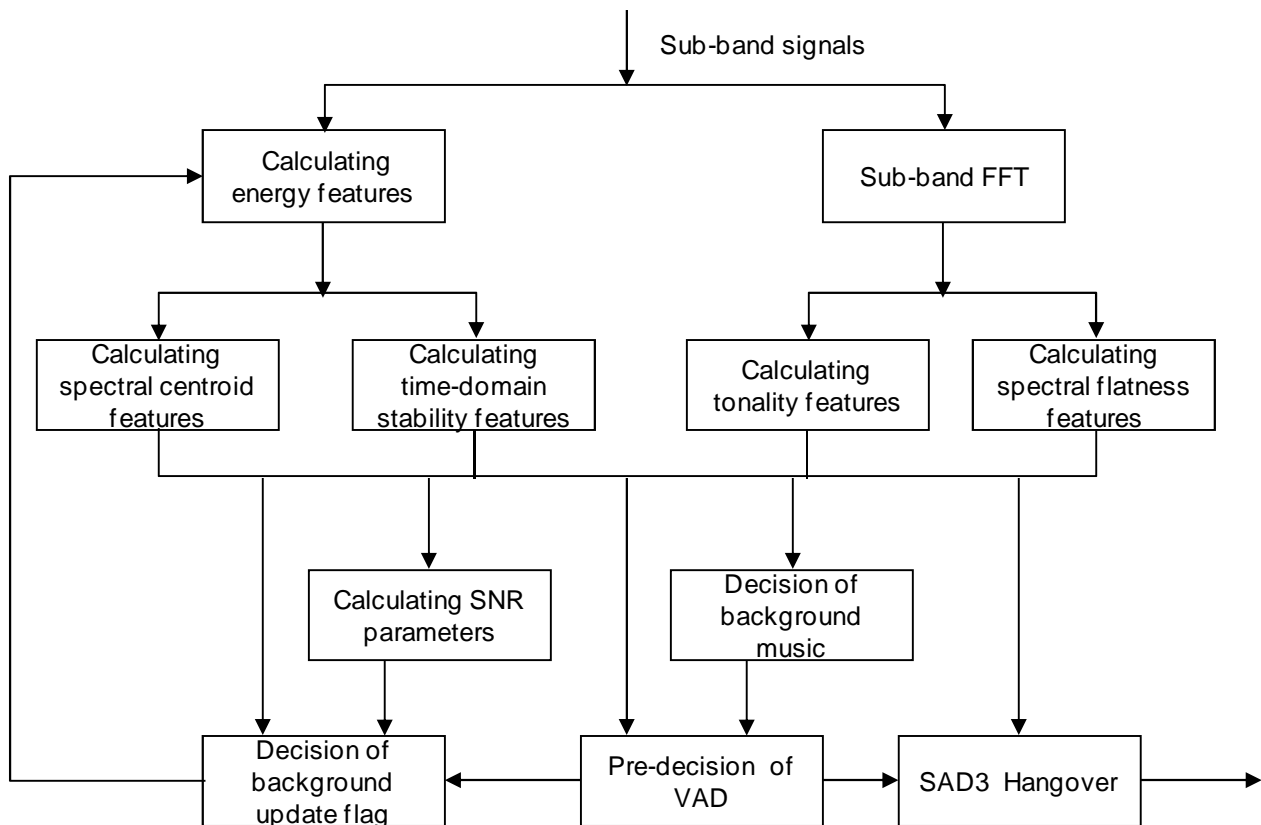 Sub-band signals
Calculating
energy features
Sub-band FFT
Calculating
spectral centroid
features
Calculating
time-domain
stability features
Calculating
tonality features
Calculating
spectral flatness
features
Calculating SNR
parameters
Decision of
background
music
Decision of
background
update flag
Pre-decision of
VAD
SAD3 Hangover